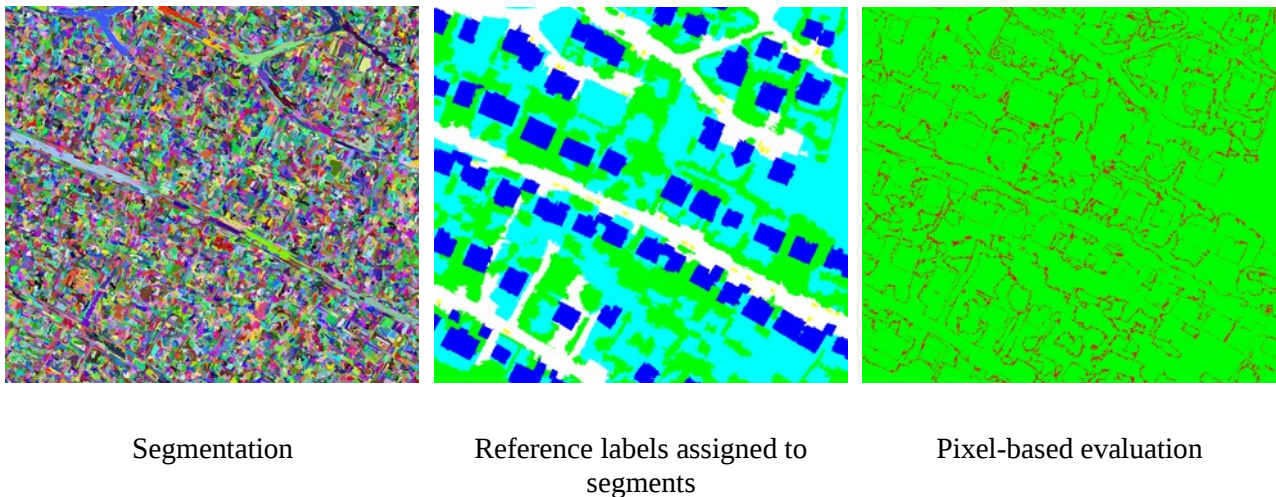 Segmentation
Reference labels assigned to
segments
Pixel-based evaluation